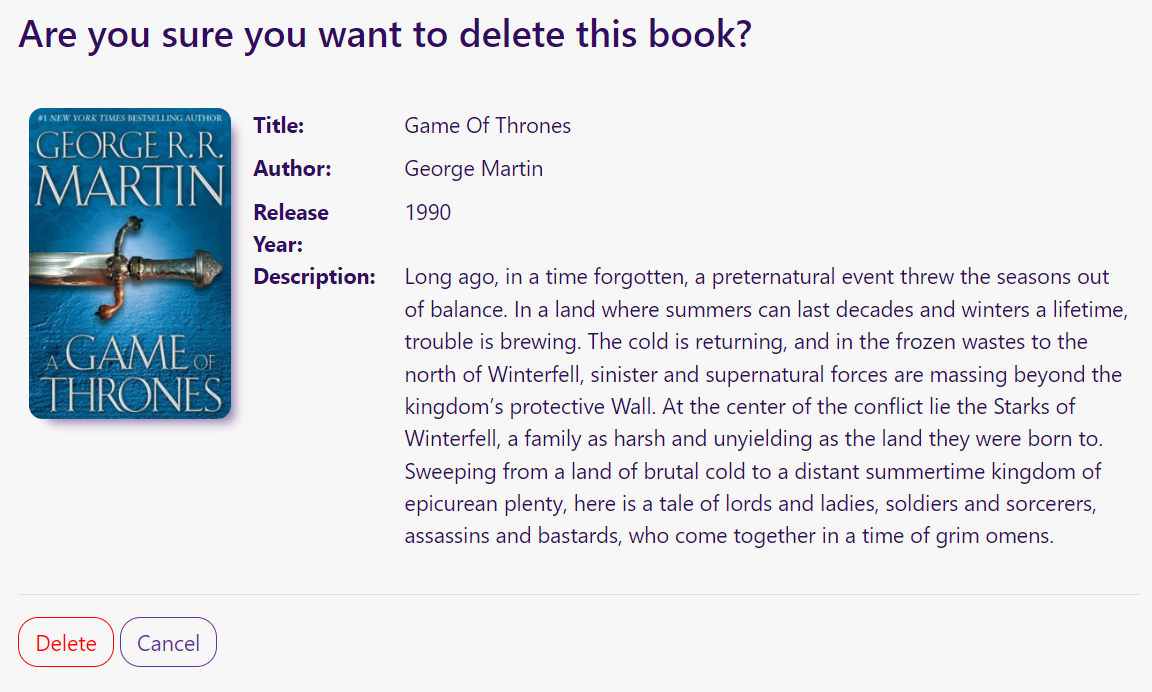 Are you sure you want to delete this book?
#1 NEW YORK TIMES BESTSELLING AUTHOR
GEORGE R.R.
MARTIN
A GAME OF
THRONES
Title: Game Of Thrones
Author: George Martin
Release 1990
Year:
Description: Long ago, in a time forgotten, a preternatural event threw the seasons out
of balance. In a land where summers can last decades and winters a lifetime,
trouble is brewing. The cold is returning, and in the frozen wastes to the
north of Winterfell, sinister and supernatural forces are massing beyond the
kingdom’s protective Wall. At the center of the conflict lie the Starks of
Winterfell, a family as harsh and unyielding as the land they were born to.
Sweeping from a land of brutal cold to a distant summertime kingdom of
epicurean plenty, here is a tale of lords and ladies, soldiers and sorcerers,
assassins and bastards, who come together in a time of grim omens.
Delete Cancel